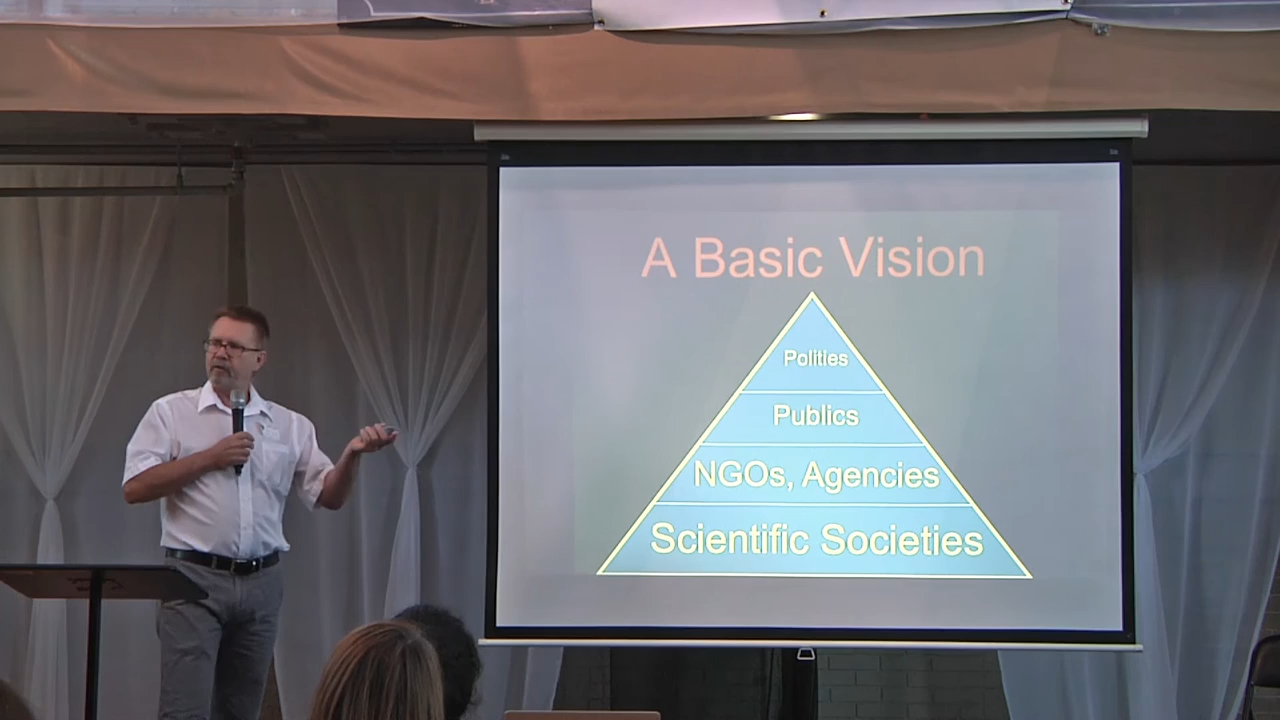 A Basic Vision
Polities
Publics
NGOs, Agencies
Scientific Societies